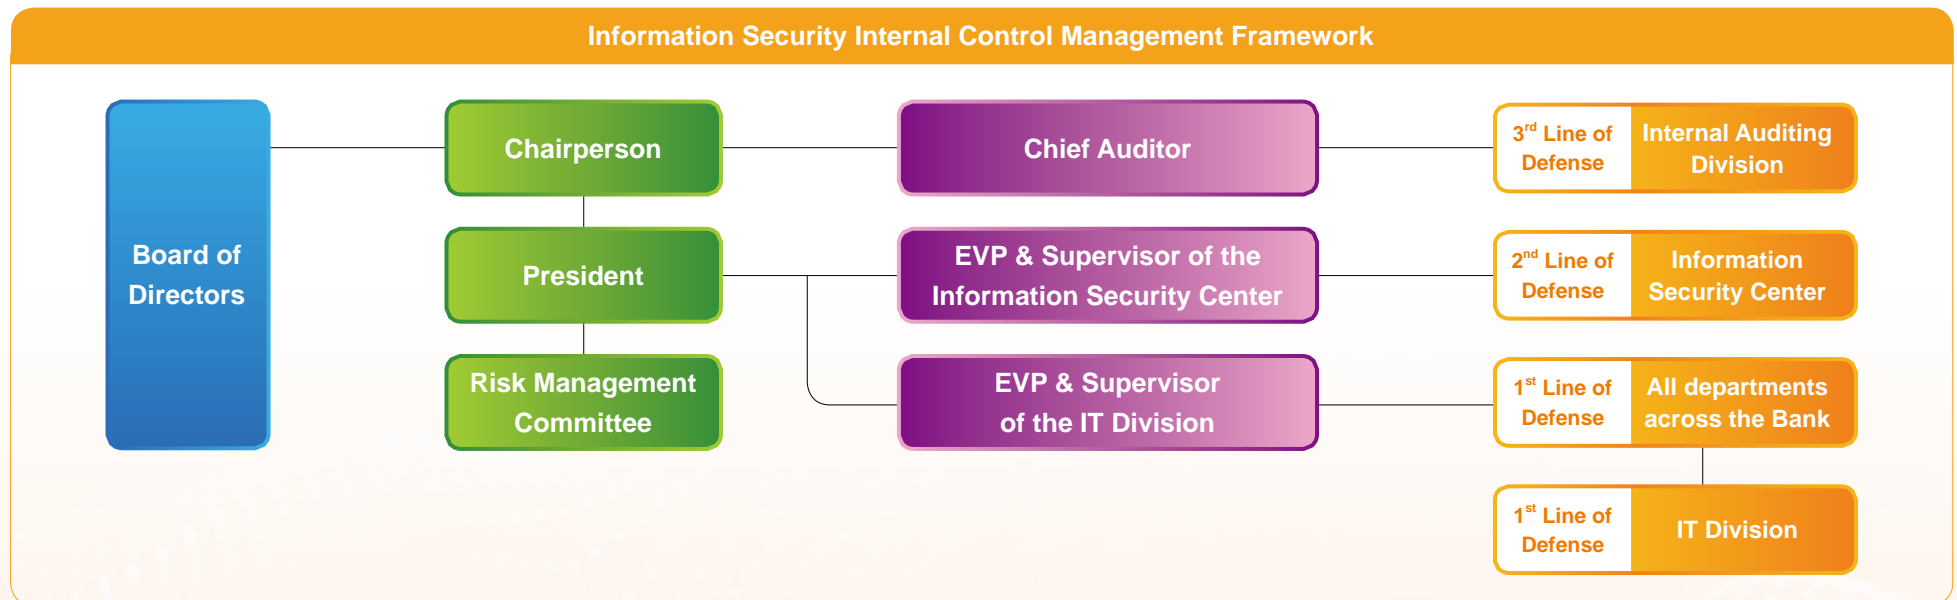 Information Security Internal Control Management Framework
Board of
Directors
Chairperson
President
Risk Management
Committee
Chief Auditor
EVP & Supervisor of the
Information Security Center
EVP & Supervisor
of the IT Division
3rd Line of
Defense
Internal Auditing
Division
2nd Line of
Defense
Information
Security Center
1st Line of
Defense
All departments
across the Bank
1st Line of
Defense
IT Division